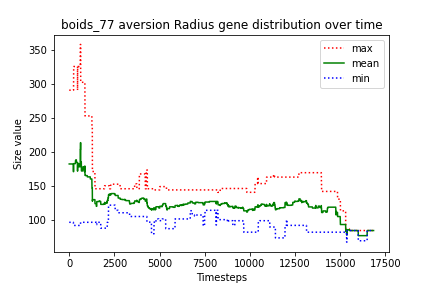 boids_77 aversion Radius gene distribution over time
max
mean
min
Size value
350
300
250
200
150
100
0
2500
5000
7500
10000
12500
15000
17500
Timesteps